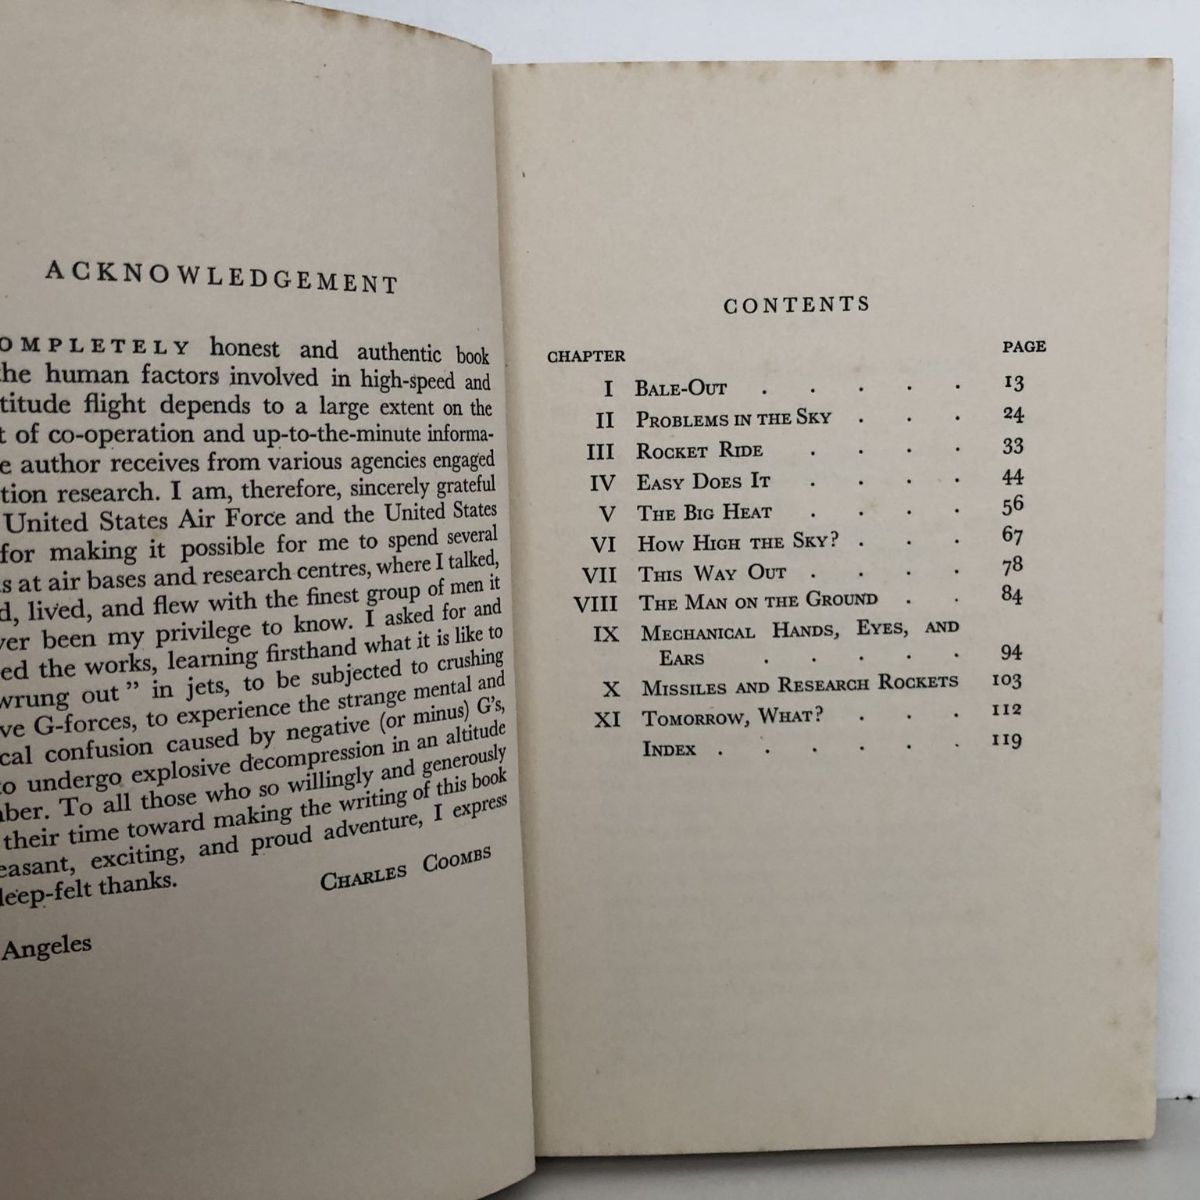 ACKNOWLEDGEMENT
OMPLETELY honest and authentic book
the human factors involved in high-speed and
titude flight depends to a large extent on the
t of co-operation and up-to-the-minute informa-
e author receives from various agencies engaged
tion research. I am, therefore, sincerely grateful
United States Air Force and the United States
for making it possible for me to spend several
s at air bases and research centres, where I talked,
d, lived, and flew with the finest group of men it
ver been my privilege to know. I asked for and
ed the works, learning firsthand what it is like to
wrung out" in jets, to be subjected to crushing
ve G-forces, to experience the strange mental and
cal confusion caused by negative (or minus) G's,
o undergo explosive decompression in an altitude
mber. To all those who so willingly and generously
their time toward making the writing of this book
easant, exciting, and proud adventure, I express
deep-felt thanks.
CHARLES COOMBS
Angeles
CONTENTS
CHAPTER PAGE
I BALE-OUT . . . . . 13
II PROBLEMS IN THE SKY . . . 24
III ROCKET RIDE . . . . 33
IV EASY DOES IT . . . . 44
V THE BIG HEAT . . . . 56
VI HOW HIGH THE SKY? . . . 67
VII THIS WAY OUT . . . . 78
VIII THE MAN ON THE GROUND . . 84
IX MECHANICAL HANDS, EYES, AND
EARS . . . . . 94
X MISSILES AND RESEARCH ROCKETS 103
XI TOMORROW, WHAT? . . . 112
INDEX . . . . . . 119